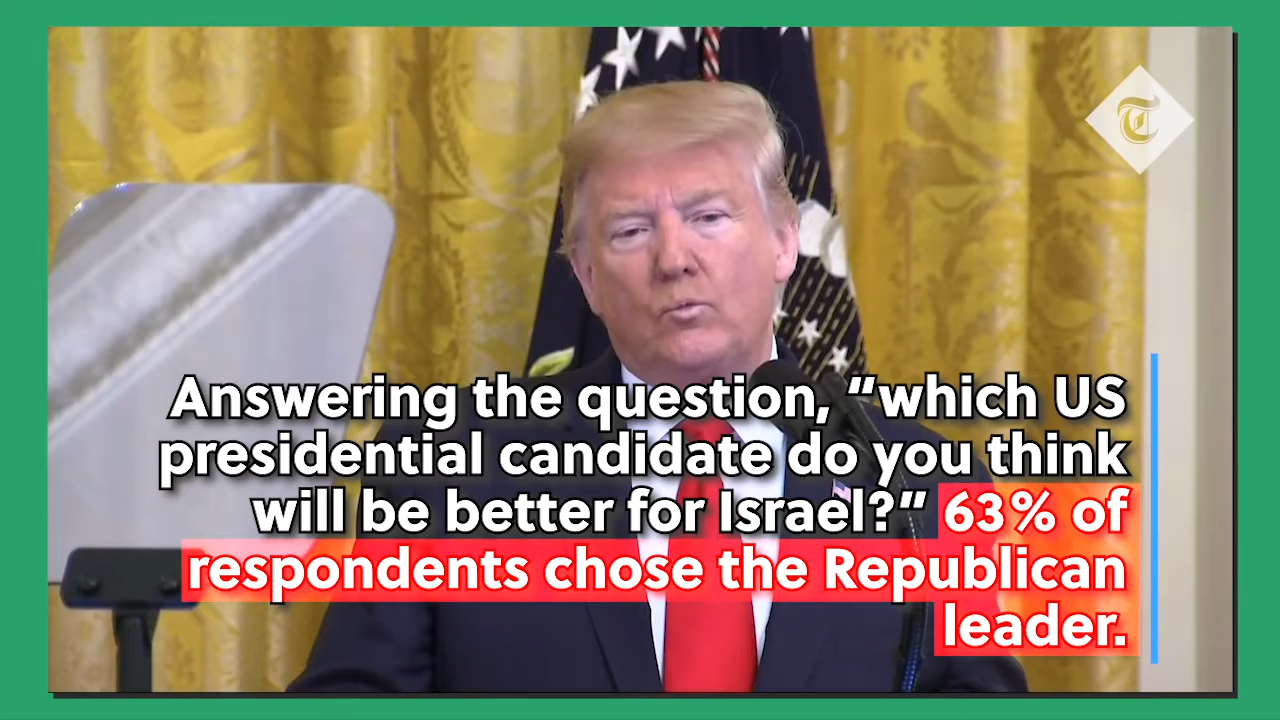 T
Answering the question, “which US
presidential candidate do you think
will be better for Israel?” 63% of
respondents chose the Republican
leader.